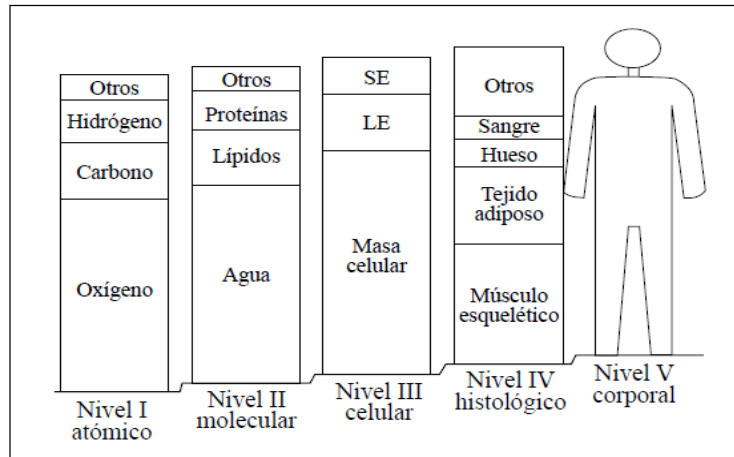 Otros
Hidrógeno
Carbono
Oxígeno
Nivel I
atómico
Otros
Proteínas
Lípidos
Agua
Nivel II
molecular
SE
LE
Masa
celular
Nivel III
celular
Otros
Sangre
Hueso
Tejido
adiposo
Músculo
esquelético
Nivel IV
histológico
Nivel V
corporal